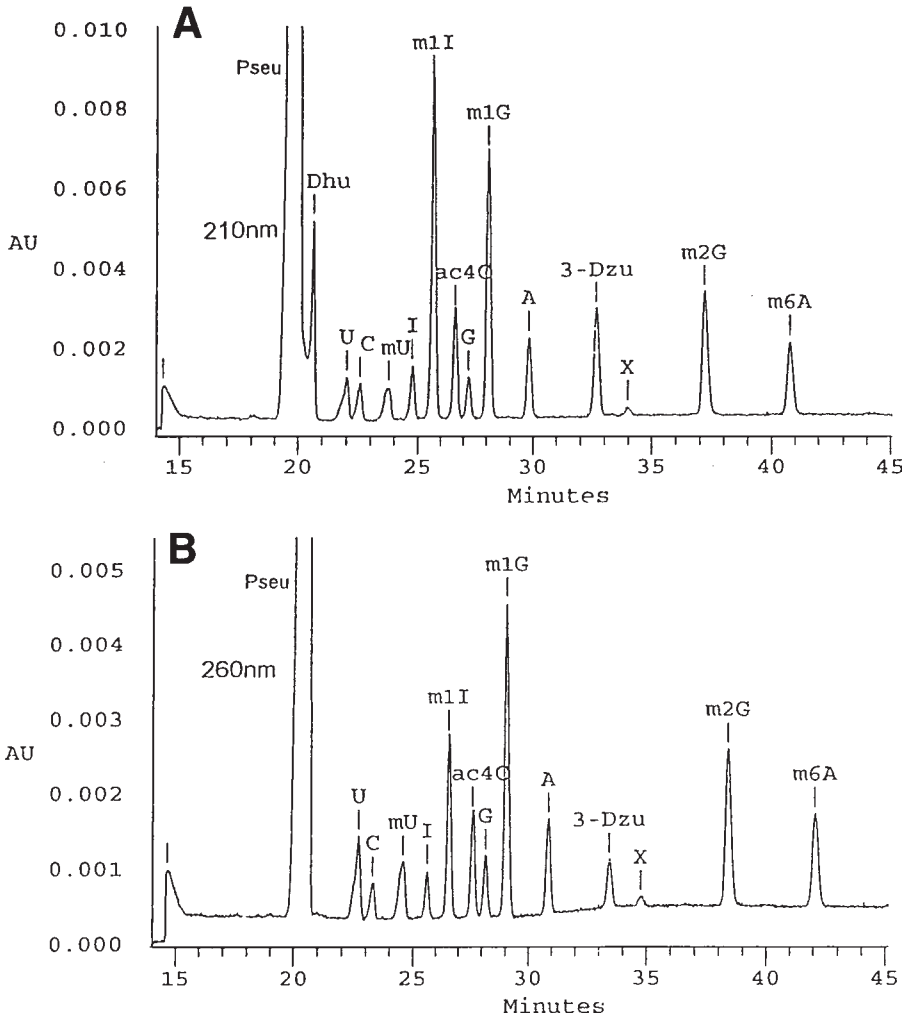 A
0.010
m1I
Pseu
0.008
m1G
0.006
Dhu
210nm
AU
0.004
m2G
ac4C
3-Dzu
A
m6A
0.002
U
C
mU
I
G
X
0.000
15
20
25
30
35
40
45
Minutes
B
0.005
m1G
Pseu
0.004
260nm
0.003
m1I
m2G
AU
0.002
ac4C
A
m6A
U
C
mU
I
G
3-Dzu
X
0.001
0.000
15
20
25
30
35
40
45
Minutes